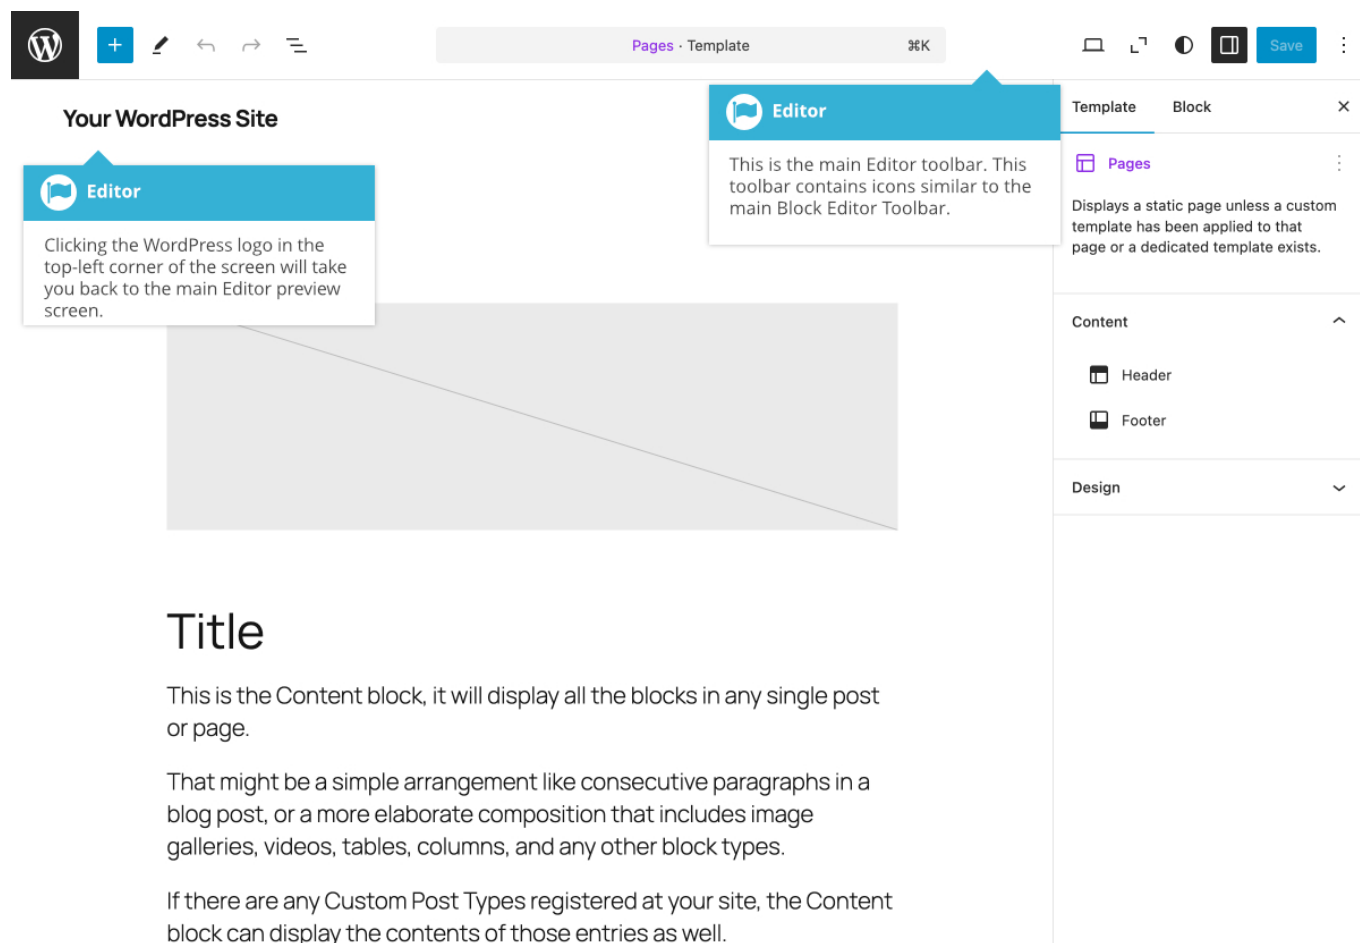 Pages · Template
⌘K
Save
Your WordPress Site
Editor
Clicking the WordPress logo in the
top-left corner of the screen will take
you back to the main Editor preview
screen.
Editor
This is the main Editor toolbar. This
toolbar contains icons similar to the
main Block Editor Toolbar.
Template
Block
Pages
Displays a static page unless a custom
template has been applied to that
page or a dedicated template exists.
Content
Header
Footer
Design
Title
This is the Content block, it will display all the blocks in any single post
or page.
That might be a simple arrangement like consecutive paragraphs in a
blog post, or a more elaborate composition that includes image
galleries, videos, tables, columns, and any other block types.
If there are any Custom Post Types registered at your site, the Content
block can display the contents of those entries as well.